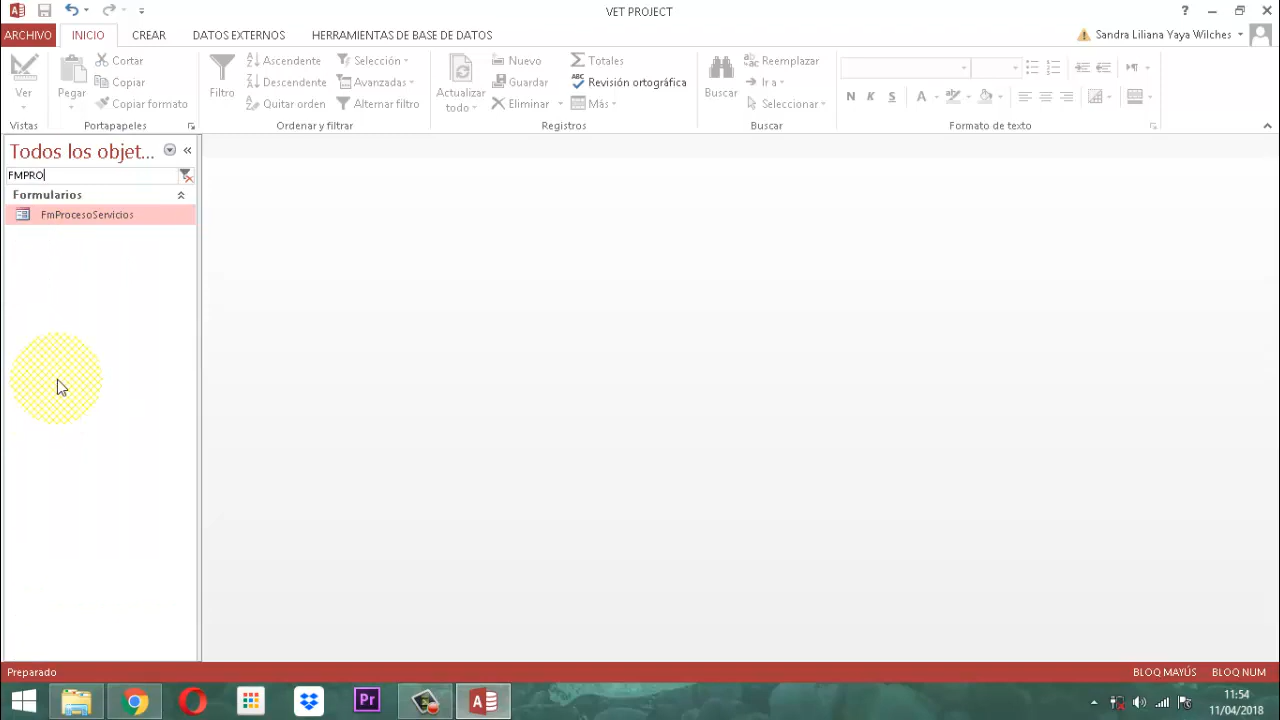 VET PROJECT
?
ARCHIVO INICIO CREAR DATOS EXTERNOS HERRAMIENTAS DE BASE DE DATOS Sandra Liliana Yaya Wilches
Ver
Vistas
Pegar
Cortar
Copiar
Copiar formato
Portapapeles
Filtro
Ascendente
Descendente
Quitar orden
Selección
Avanzadas
Alternar filtro
Ordenar y filtrar
Actualizar
todo
Nuevo
Guardar
Eliminar
Totales
Revisión ortográfica
Más
Registros
Buscar
Reemplazar
Ir a
Seleccionar
Buscar
N K S A
Formato de texto
Todos los objet...
FMPRO
Formularios
FmProcesoServicios
Preparado
BLOQ MAYÚS BLOQ NUM
Pr
11:54
11/04/2018